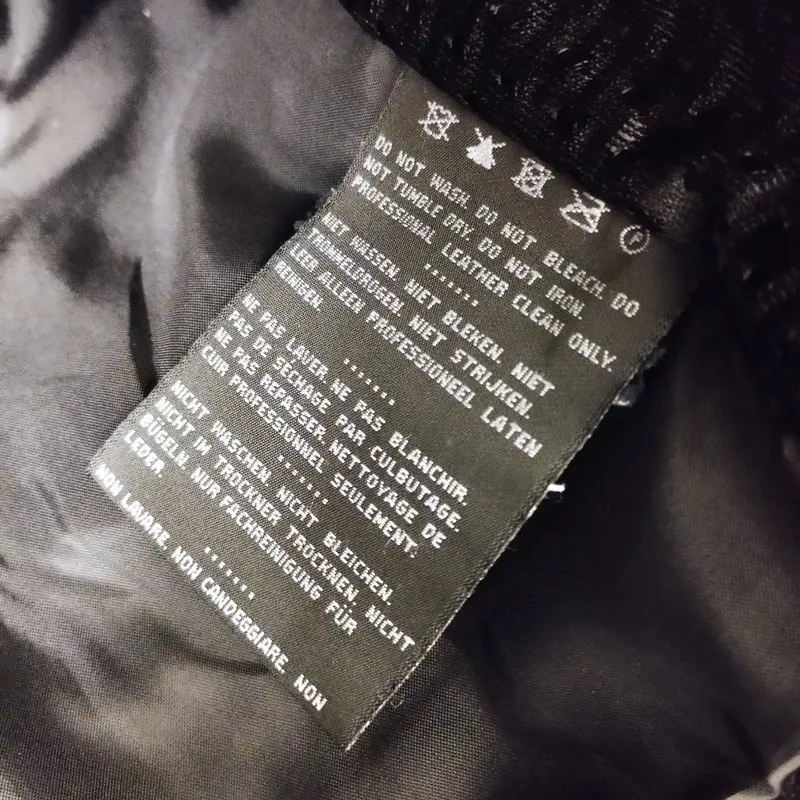 DO NOT WASH. DO NOT BLEACH. DO
NOT TUMBLE DRY. DO NOT IRON.
PROFESSIONAL LEATHER CLEAN ONLY.
.......
NIET WASSEN. NIET BLEKEN. NIET
TROMMELDROGEN. NIET STRIJKEN.
LEER ALLEEN PROFESSIONEEL LATEN
REINIGEN.
.......
NE PAS LAVER. NE PAS BLANCHIR.
PAS DE SÉCHAGE PAR CULBUTAGE.
NE PAS REPASSER. NETTOYAGE DE
CUIR PROFESSIONNEL SEULEMENT.
.......
NICHT WASCHEN. NICHT BLEICHEN.
NICHT IM TROCKNER TROCKNEN. NICHT
BÜGELN. NUR FACHREINIGUNG FÜR
LEDER.
.......
NON LAVARE. NON CANDEGGIARE. NON